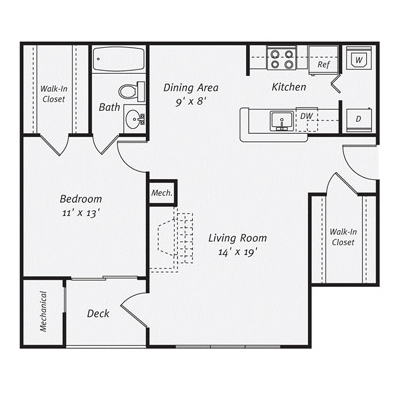 Walk-In
Closet
Bath
Dining Area
9' x 8'
Kitchen
Ref
W
D
DW
Bedroom
11' x 13'
Mech.
Living Room
14' x 19'
Walk-In
Closet
Mechanical
Deck